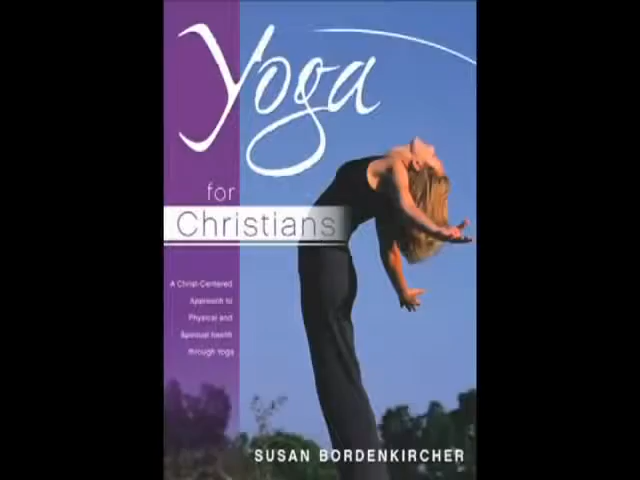 Yoga
for
Christians
A Christ-Centered
Approach to
Physical and
Spiritual health
through Yoga
SUSAN BORDENKIRCHER